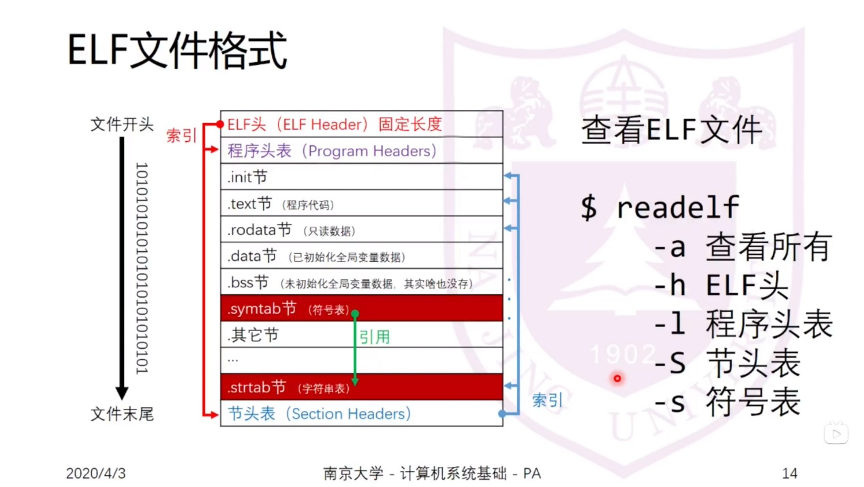 ELF文件格式
文件开头
索引
1010101010101010101010101
文件末尾
ELF头（ELF Header）固定长度
程序头表（Program Headers）
.init节
.text节（程序代码）
.rodata节（只读数据）
.data节（已初始化全局变量数据）
.bss节（未初始化全局变量数据，其实啥也没存）
.symtab节（符号表）
.其它节
引用
...
.strtab节（字符串表）
节头表（Section Headers）
索引
查看ELF文件
$ readelf
-a 查看所有
-h ELF头
-l 程序头表
-S 节头表
-s 符号表
1902
NANJING UNIVERSITY
2020/4/3
南京大学 - 计算机系统基础 - PA
14